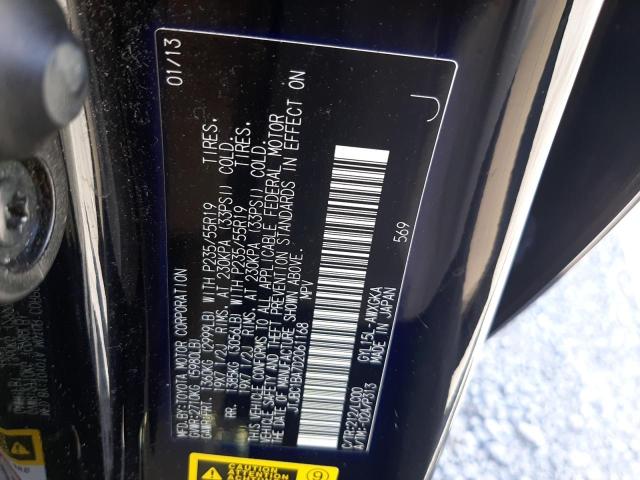 MFD.BY:TOYOTA MOTOR CORPORATION 01/13
GVWR:2710KG (5980LB)
GAWR:FRT. 1360KG (2999LB) WITH P235/55R19 TIRES,
19X7 1/2J RIMS, AT 230KPA (33PSI) COLD.
RR. 1385KG (3056LB) WITH P235/55R19 TIRES,
19X7 1/2J RIMS, AT 230KPA (33PSI) COLD.
THIS VEHICLE CONFORMS TO ALL APPLICABLE FEDERAL MOTOR
VEHICLE SAFETY AND THEFT PREVENTION STANDARDS IN EFFECT ON
THE DATE OF MANUFACTURE SHOWN ABOVE.
MPV
569
C/TR:212/LC00 GYL15L-AWXGKA
A/TM:-02A/P313 MADE IN JAPAN
J
CAUTION
ATTENTION